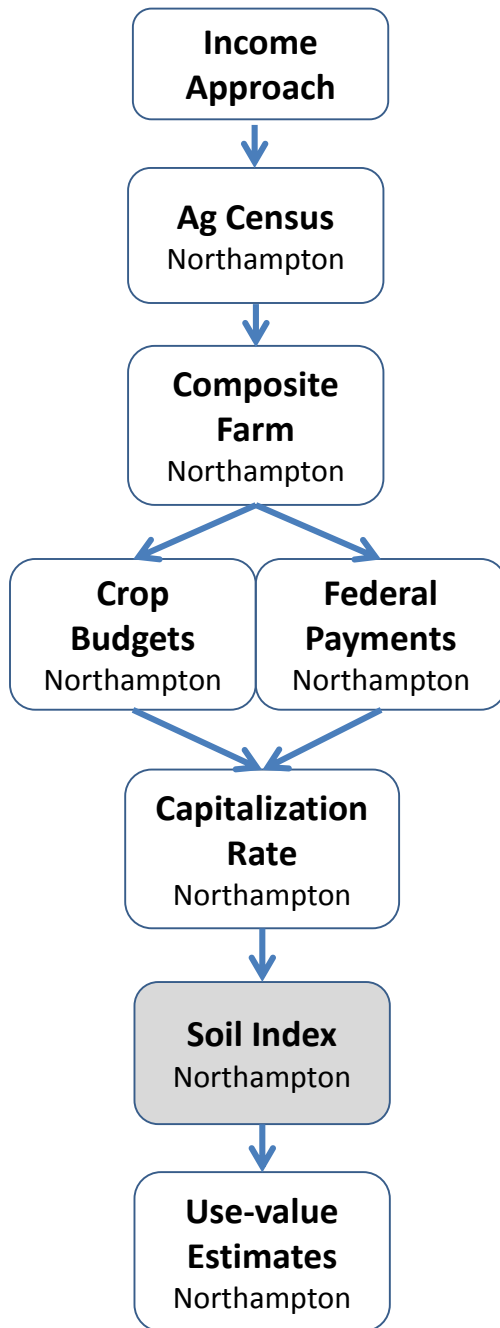 Income
Approach
Ag Census
Northampton
Composite
Farm
Northampton
Crop
Budgets
Northampton
Federal
Payments
Northampton
Capitalization
Rate
Northampton
Soil Index
Northampton
Use-value
Estimates
Northampton